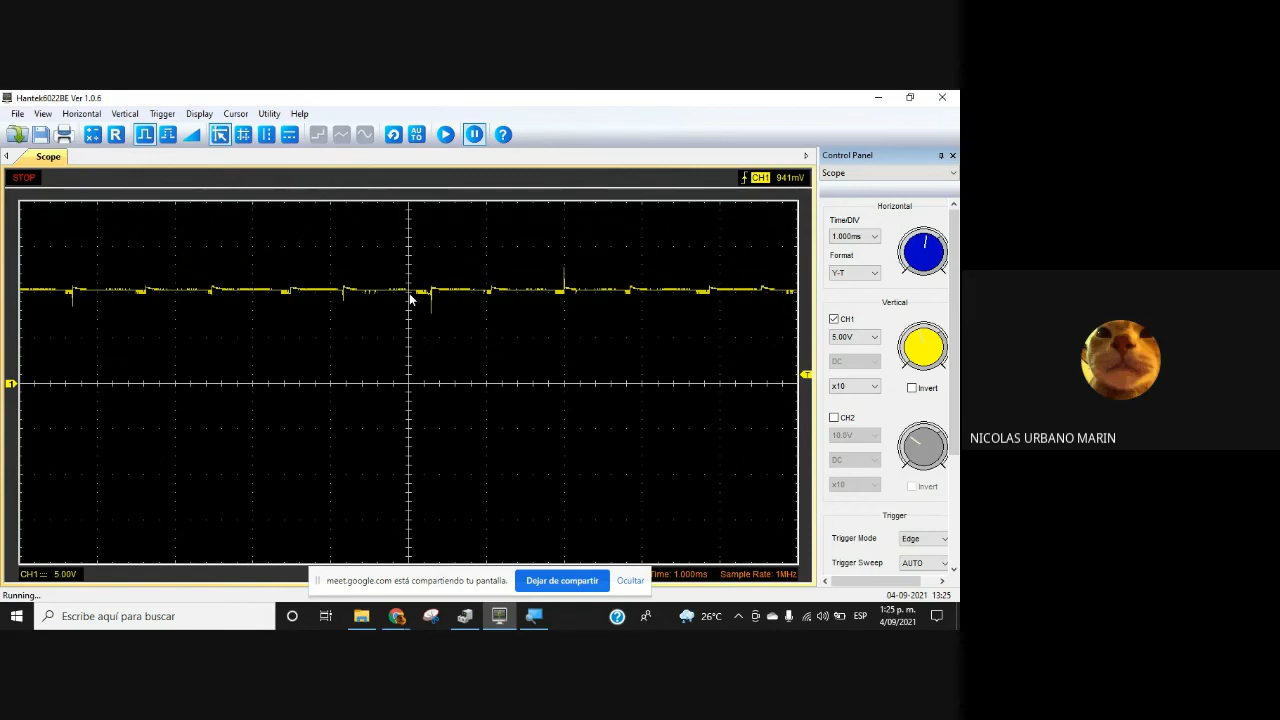 Hantek6022BE Ver 1.0.6
File View Horizontal Vertical Trigger Display Cursor Utility Help
R AU TO ?
Scope
Control Panel
STOP
CH1 941mV
Scope
Horizontal
Time/DIV
1.000ms
Format
Y-T
Vertical
CH1
5.00V
DC
x10
Invert
CH2
10.0V
DC
x10
Invert
Trigger
Trigger Mode Edge
Trigger Sweep AUTO
1
T
CH1 5.00V
Time: 1.000ms Sample Rate: 1MHz
meet.google.com está compartiendo tu pantalla. Dejar de compartir Ocultar
Running...
04-09-2021 13:25
Escribe aquí para buscar
26°C
ESP
1:25 p. m.
4/09/2021
NICOLAS URBANO MARIN